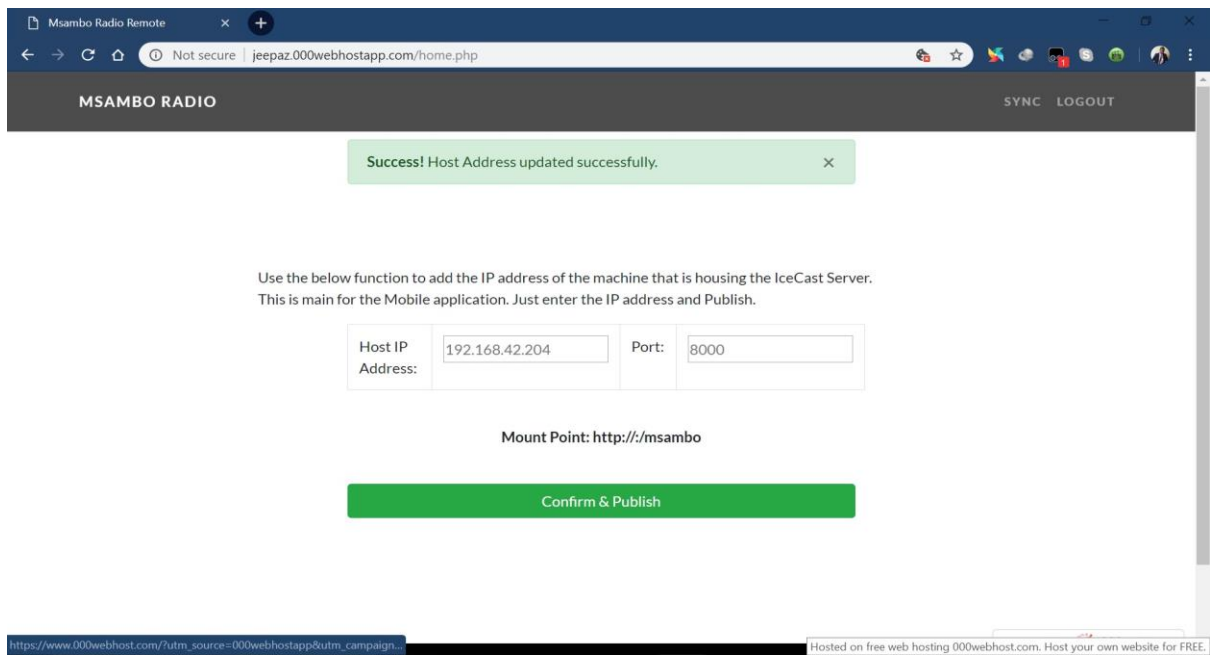 Msambo Radio Remote
Not secure | jeepaz.000webhostapp.com/home.php
1
S
MSAMBO RADIO
SYNC LOGOUT
Success! Host Address updated successfully. ×
Use the below function to add the IP address of the machine that is housing the IceCast Server.
This is main for the Mobile application. Just enter the IP address and Publish.
Host IP Address: 192.168.42.204 Port: 8000
Mount Point: http://:/msambo
Confirm & Publish
https://www.000webhost.com/?utm_source=000webhostapp&utm_campaign...
Hosted on free web hosting 000webhost.com. Host your own website for FREE.